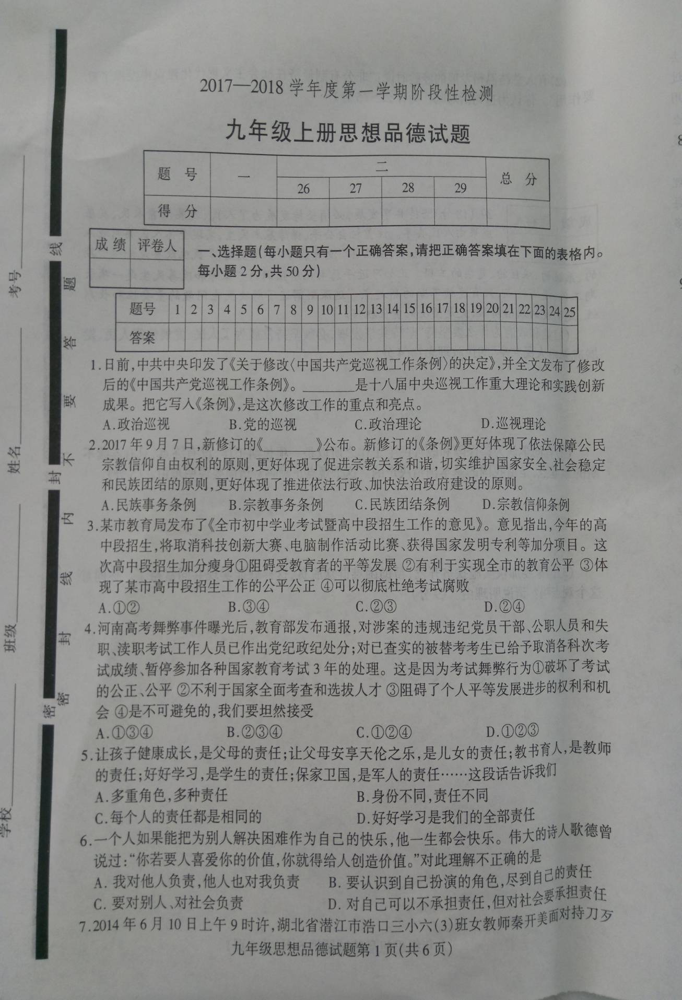 2017—2018学年度第一学期阶段性检测
九年级上册思想品德试题
题 号 一 二 总 分
26 27 28 29
得 分
成 绩 评卷人
一、选择题(每小题只有一个正确答案,请把正确答案填在下面的表格内。
每小题2分,共50分)
题号 1 2 3 4 5 6 7 8 9 10 11 12 13 14 15 16 17 18 19 20 21 22 23 24 25
答案
1.日前,中共中央印发了《关于修改〈中国共产党巡视工作条例〉的决定》,并全文发布了修改
后的《中国共产党巡视工作条例》。________是十八届中央巡视工作重大理论和实践创新
成果。把它写入《条例》,是这次修改工作的重点和亮点。
A.政治巡视 B.党的巡视 C.政治理论 D.巡视理论
2.2017年9月7日,新修订的《________》公布。新修订的《条例》更好体现了依法保障公民
宗教信仰自由权利的原则,更好体现了促进宗教关系和谐,切实维护国家安全、社会稳定
和民族团结的原则,更好体现了推进依法行政、加快法治政府建设的原则。
A.民族事务条例 B.宗教事务条例 C.民族团结条例 D.宗教信仰条例
3.某市教育局发布了《全市初中学业考试暨高中段招生工作的意见》。意见指出,今年的高
中段招生,将取消科技创新大赛、电脑制作活动比赛、获得国家发明专利等加分项目。这
次高中段招生加分瘦身①阻碍受教育者的平等发展 ②有利于实现全市的教育公平 ③体
现了某市高中段招生工作的公平公正 ④可以彻底杜绝考试腐败
A.①② B.③④ C.②③ D.②④
4.河南高考舞弊事件曝光后,教育部发布通报,对涉案的违规违纪党员干部、公职人员和失
职、渎职考试工作人员已作出党纪政纪处分;对已查实的被替考考生已给予取消各科次考
试成绩、暂停参加各种国家教育考试3年的处理。这是因为考试舞弊行为①破坏了考试
的公正、公平 ②不利于国家全面考查和选拔人才 ③阻碍了个人平等发展进步的权利和机
会 ④是不可避免的,我们要坦然接受
A.①③④ B.②③④ C.①②④ D.①②③
5.让孩子健康成长,是父母的责任;让父母安享天伦之乐,是儿女的责任;教书育人,是教师
的责任;好好学习,是学生的责任;保家卫国,是军人的责任……这段话告诉我们
A.多重角色,多种责任 B.身份不同,责任不同
C.每个人的责任都是相同的 D.好好学习是我们的全部责任
6.一个人如果能把为别人解决困难作为自己的快乐,他一生都会快乐。伟大的诗人歌德曾
说过:“你若要人喜爱你的价值,你就得给人创造价值。”对此理解不正确的是
A. 我对他人负责,他人也对我负责 B. 要认识到自己扮演的角色,尽到自己的责任
C. 要对别人、对社会负责 D. 对自己可以不承担责任,但对社会要承担责任
7.2014年6月10日上午9时许,湖北省潜江市浩口三小六(3)班女教师秦开美面对持刀歹
九年级思想品德试题第1页(共6页)
学校 班级 姓名 考号
密 封 线
密 封 线 内 不 要 答 题